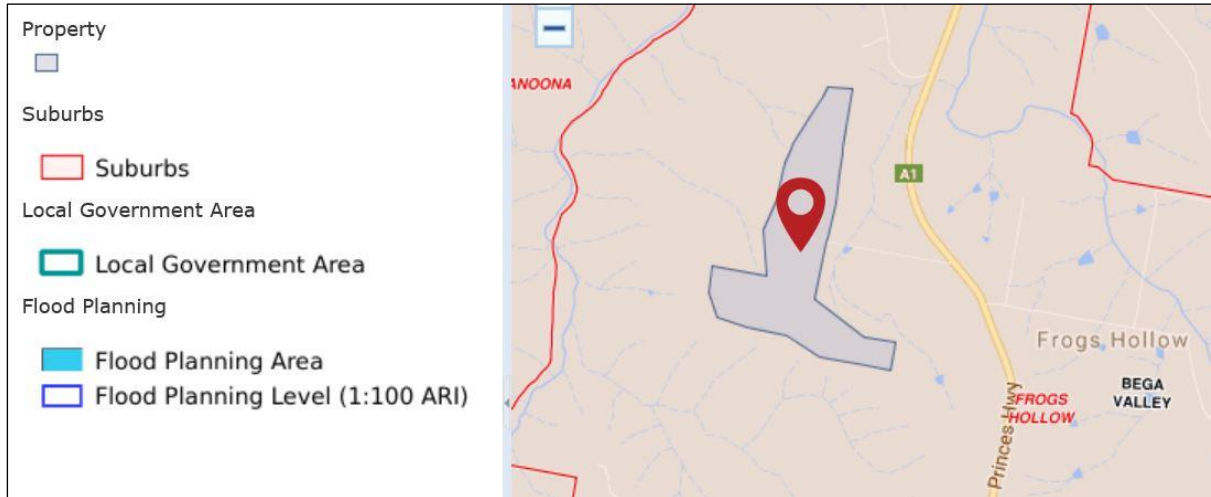 Property
Suburbs
Suburbs
Local Government Area
Local Government Area
Flood Planning
Flood Planning Area
Flood Planning Level (1:100 ARI)
ANOONA
A1
Frogs Hollow
BEGA
VALLEY
FROGS
HOLLOW
Princes Hwy